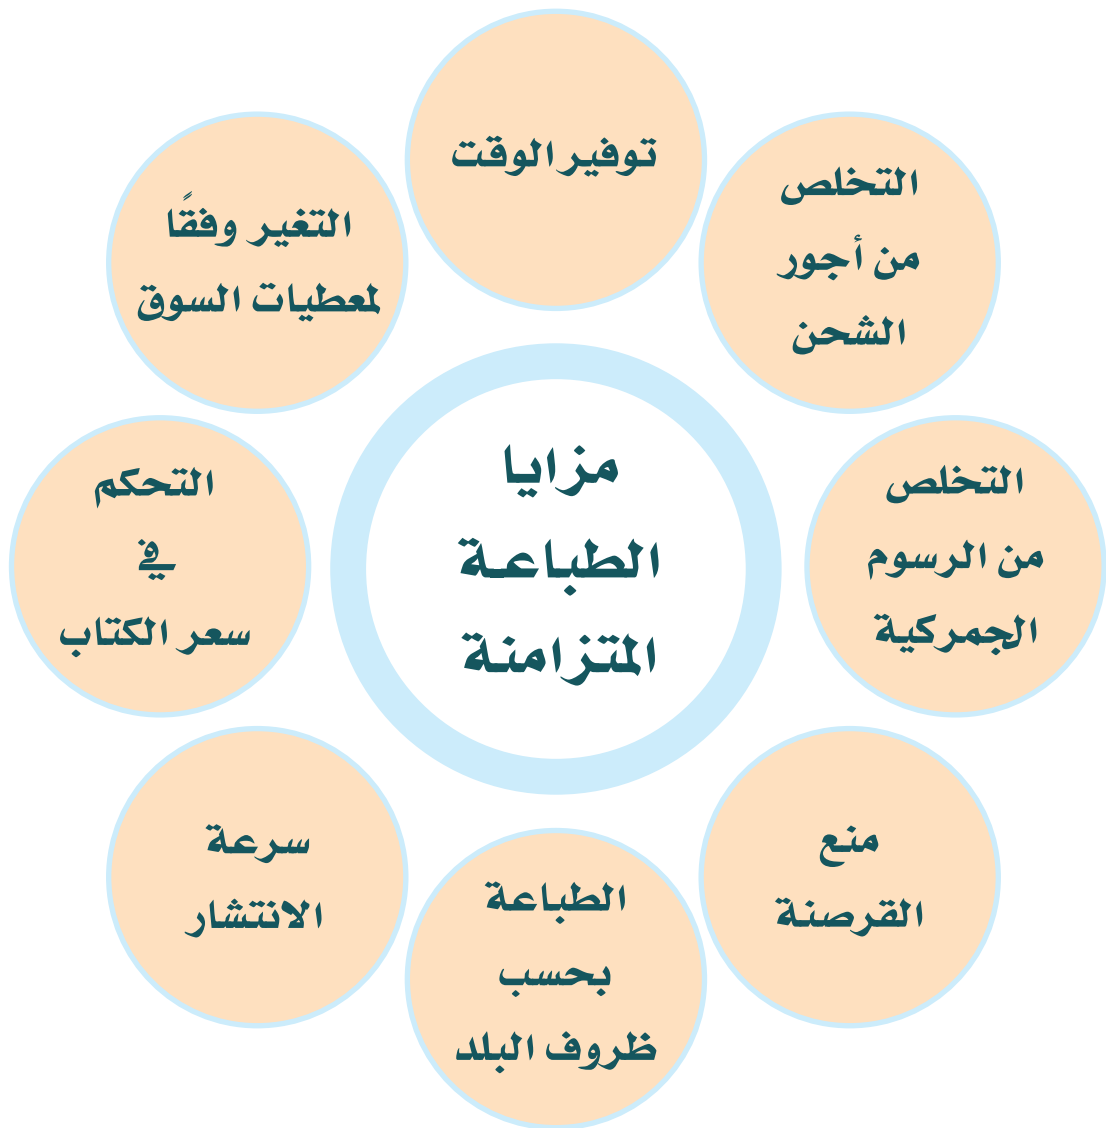 مزايا
الطباعة
المتزامنة
توفير الوقت
التخلص
من أجور
الشحن
التخلص
من الرسوم
الجمركية
منع
القرصنة
الطباعة
بحسب
ظروف البلد
سرعة
الانتشار
التحكم
في
سعر الكتاب
التغير وفقًا
لمعطيات السوق